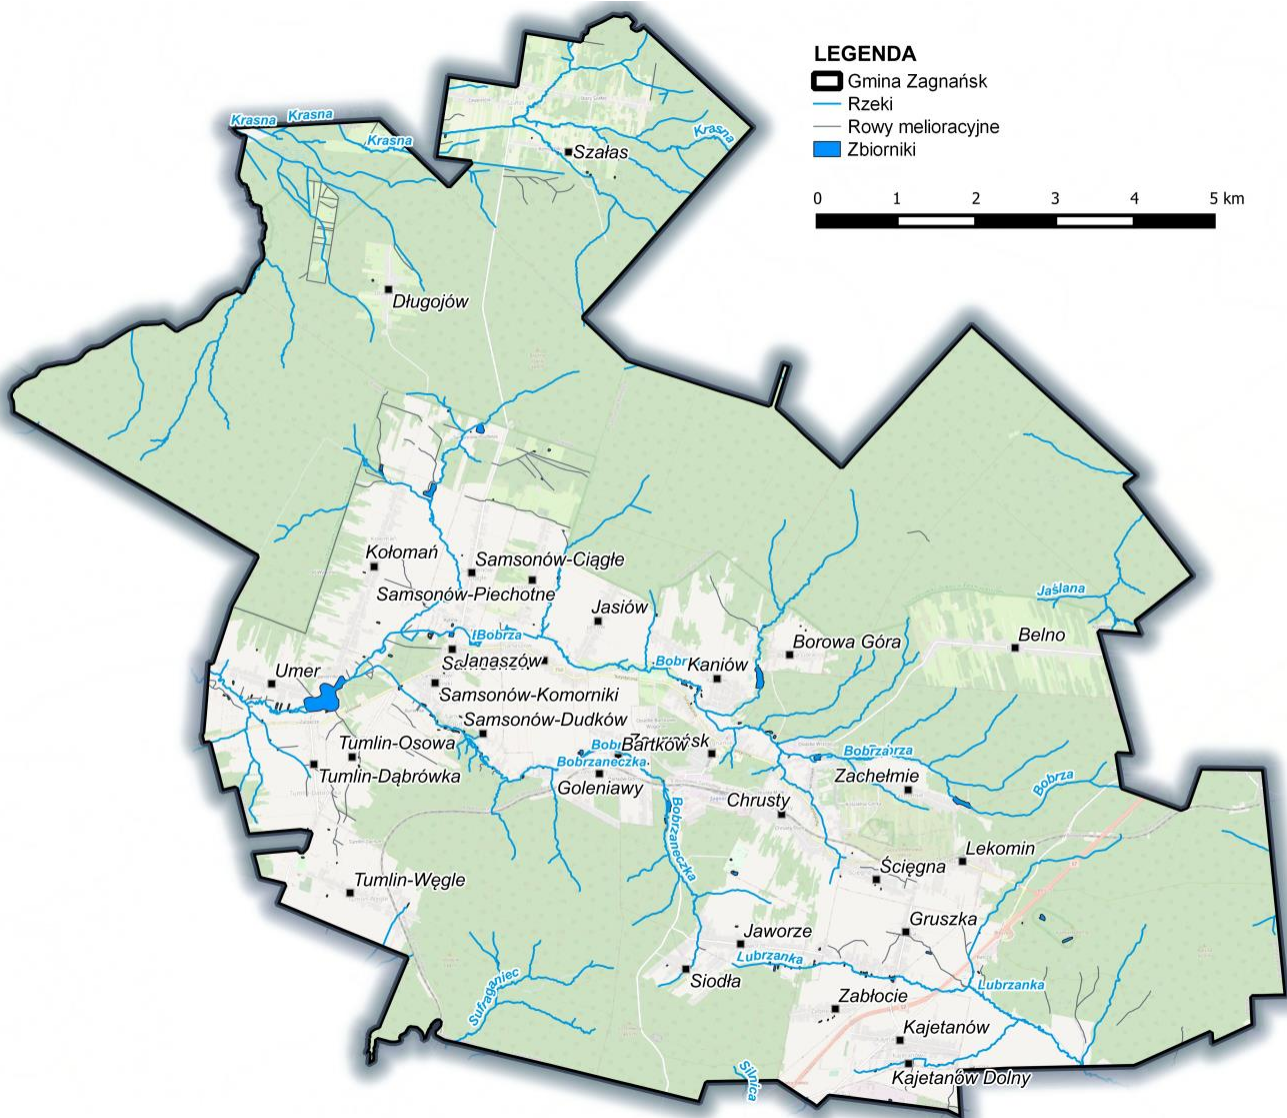 LEGENDA
Gmina Zagnańsk
Rzeki
Rowy melioracyjne
Zbiorniki
0 1 2 3 4 5 km
Krasna
Krasna
Krasna
Krasna
Szałas
Długojów
Kołomań
Samsonów-Ciągłe
Samsonów-Piechotne
Jasiów
Jaślana
Belno
Borowa Góra
Bobrza
Janaszów
Kaniów
Umer
Samsonów-Komorniki
Samsonów-Dudków
Tumlin-Osowa
Bartków
Bobrzaneczka
Tumlin-Dąbrówka
Goleniawy
Zachełmie
Bobrza
Chrusty
Bobrzaneczka
Lekomin
Ścięgna
Tumlin-Węgle
Gruszka
Jaworze
Lubrzanka
Siodła
Lubrzanka
Sufraganiec
Zabłocie
Kajetanów
Kajetanów Dolny
Silnica